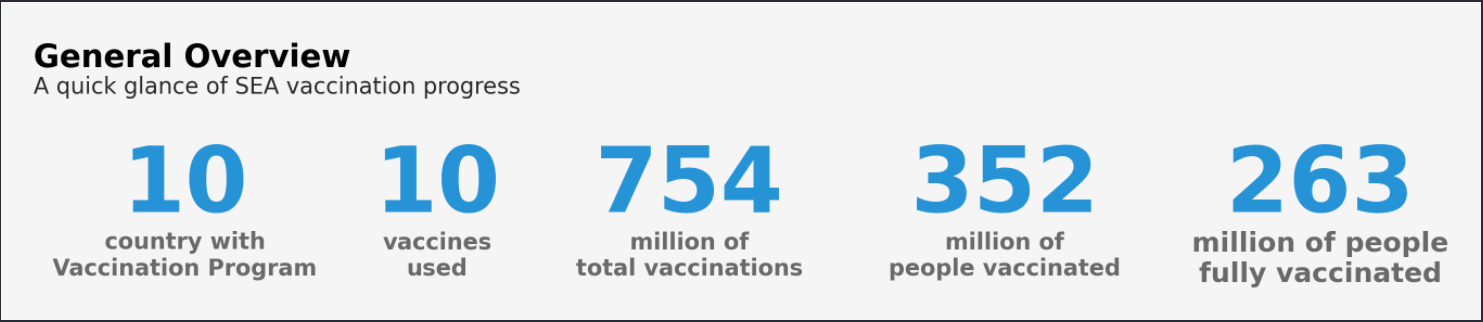 General Overview
A quick glance of SEA vaccination progress
10
country with
Vaccination Program
10
vaccines
used
754
million of
total vaccinations
352
million of
people vaccinated
263
million of people
fully vaccinated